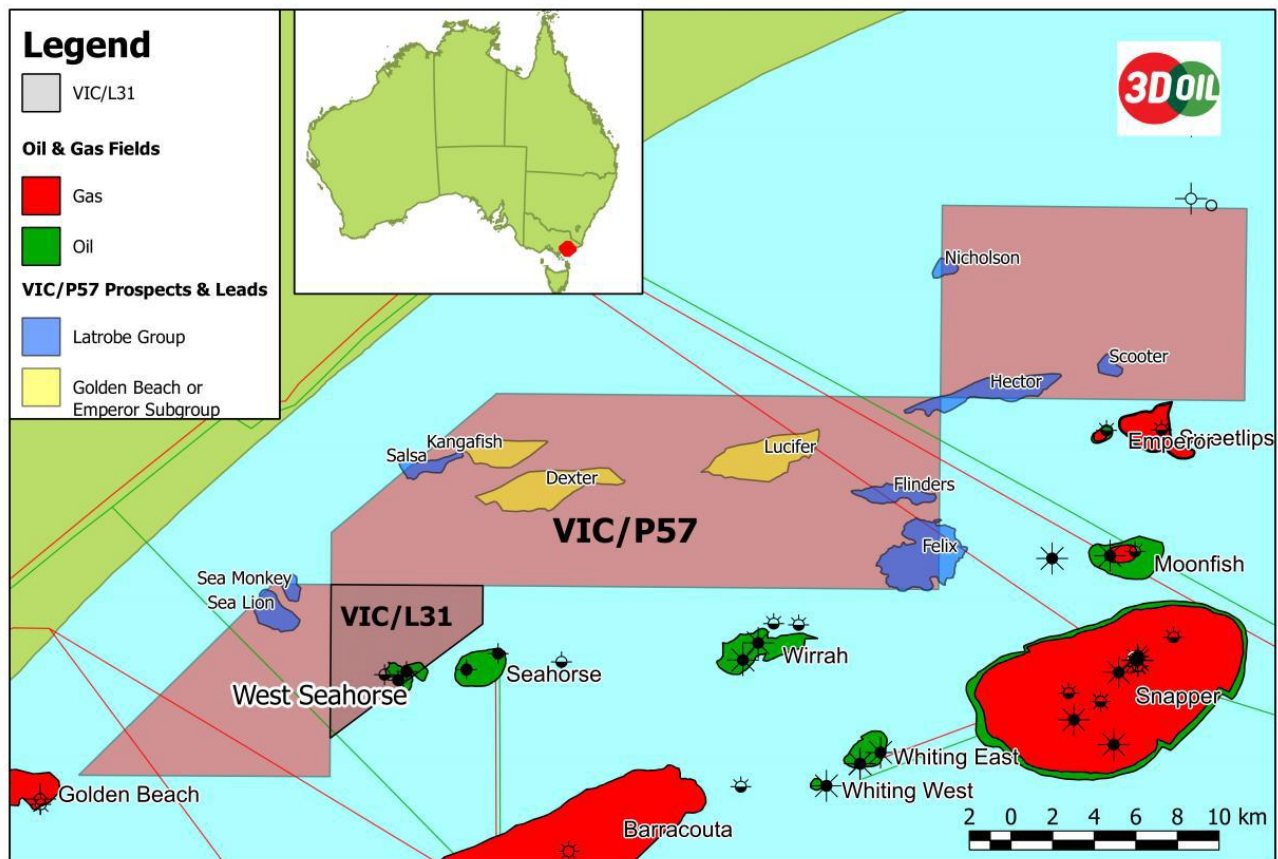 Legend
VIC/L31
Oil & Gas Fields
Gas
Oil
VIC/P57 Prospects & Leads
Latrobe Group
Golden Beach or
Emperor Subgroup
3D OIL
Nicholson
Scooter
Hector
Emperor
Sweetlips
Kangafish
Salsa
Lucifer
Dexter
Flinders
VIC/P57
Felix
Moonfish
Sea Monkey
Sea Lion
VIC/L31
Wirrah
Seahorse
West Seahorse
Snapper
Whiting East
Golden Beach
Whiting West
Barracouta
2 0 2 4 6 8 10 km